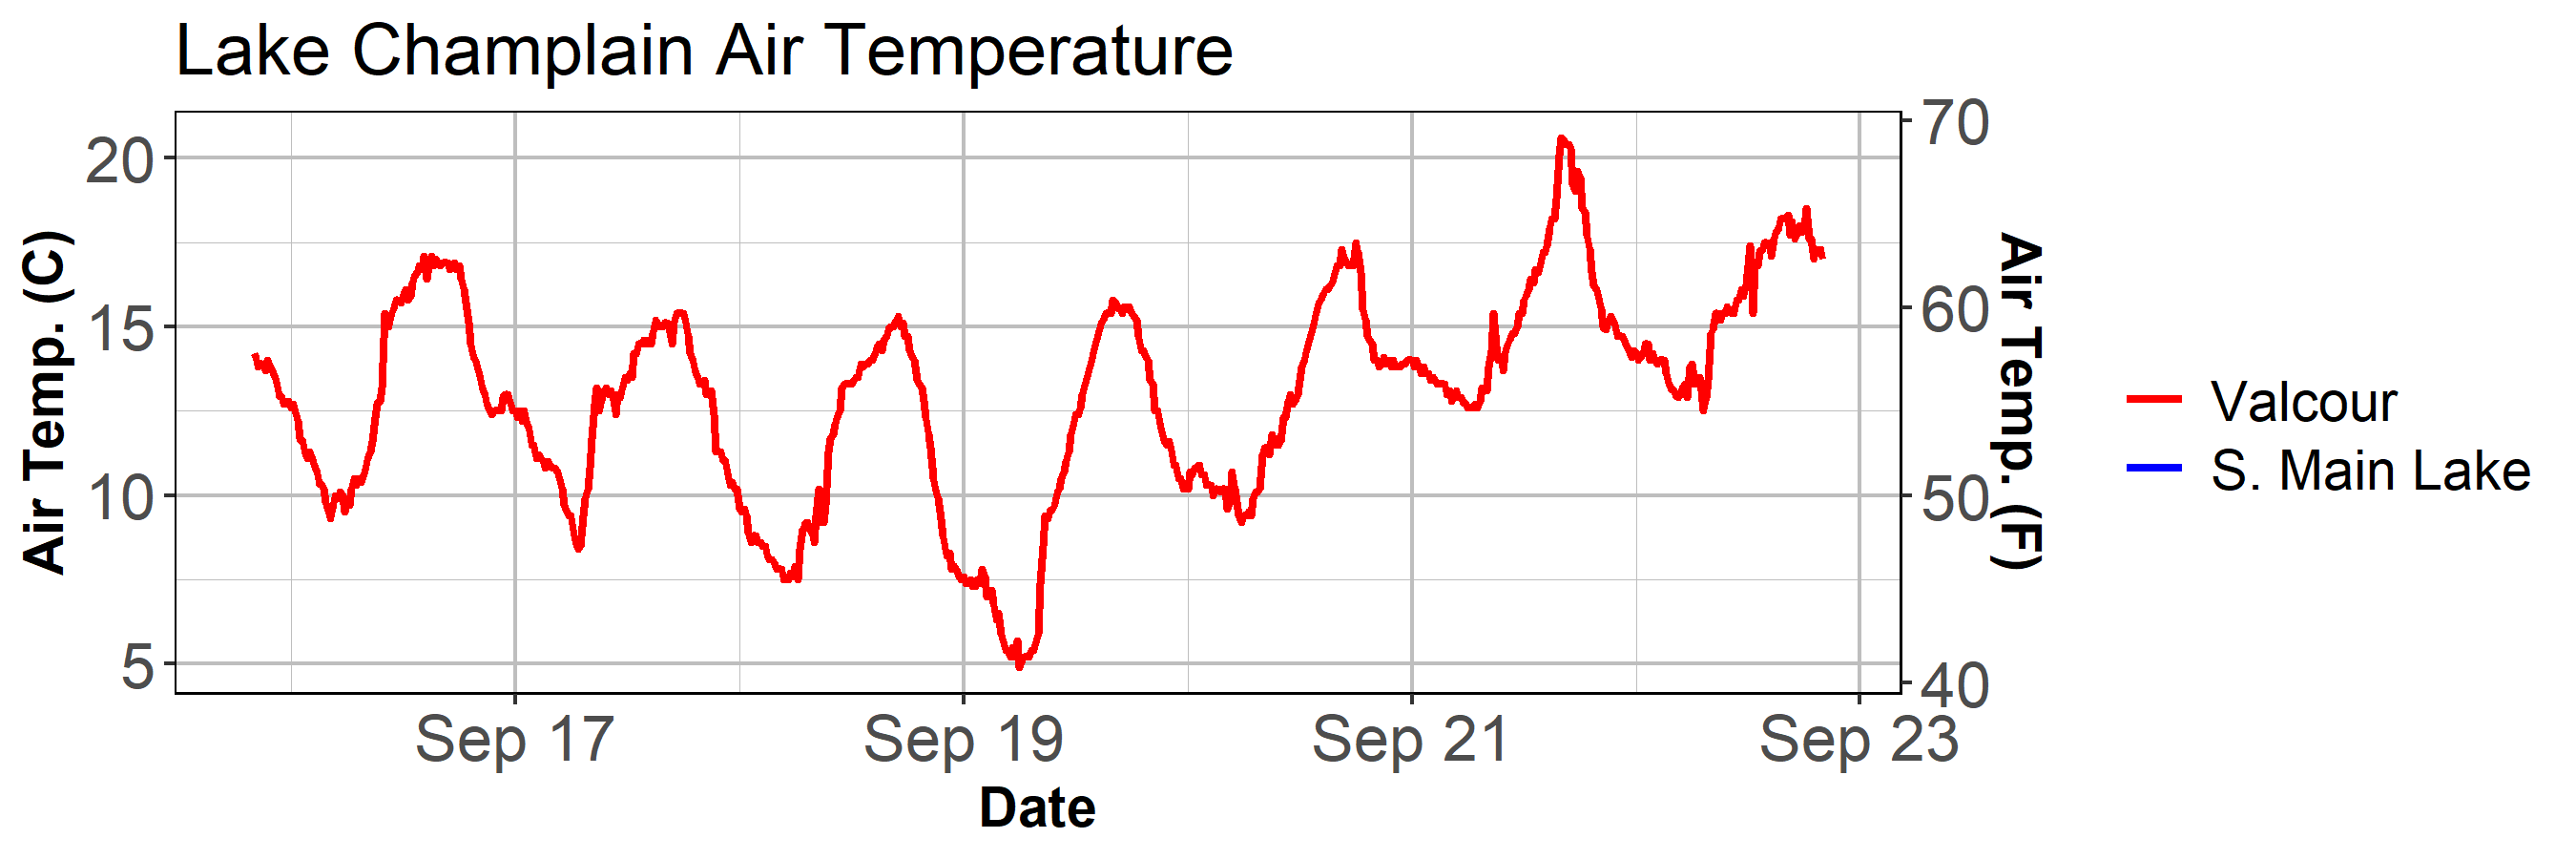 Lake Champlain Air Temperature
20
15
10
5
Air Temp. (C)
70
60
50
40
Air Temp. (F)
Sep 17
Sep 19
Sep 21
Sep 23
Date
Valcour
S. Main Lake